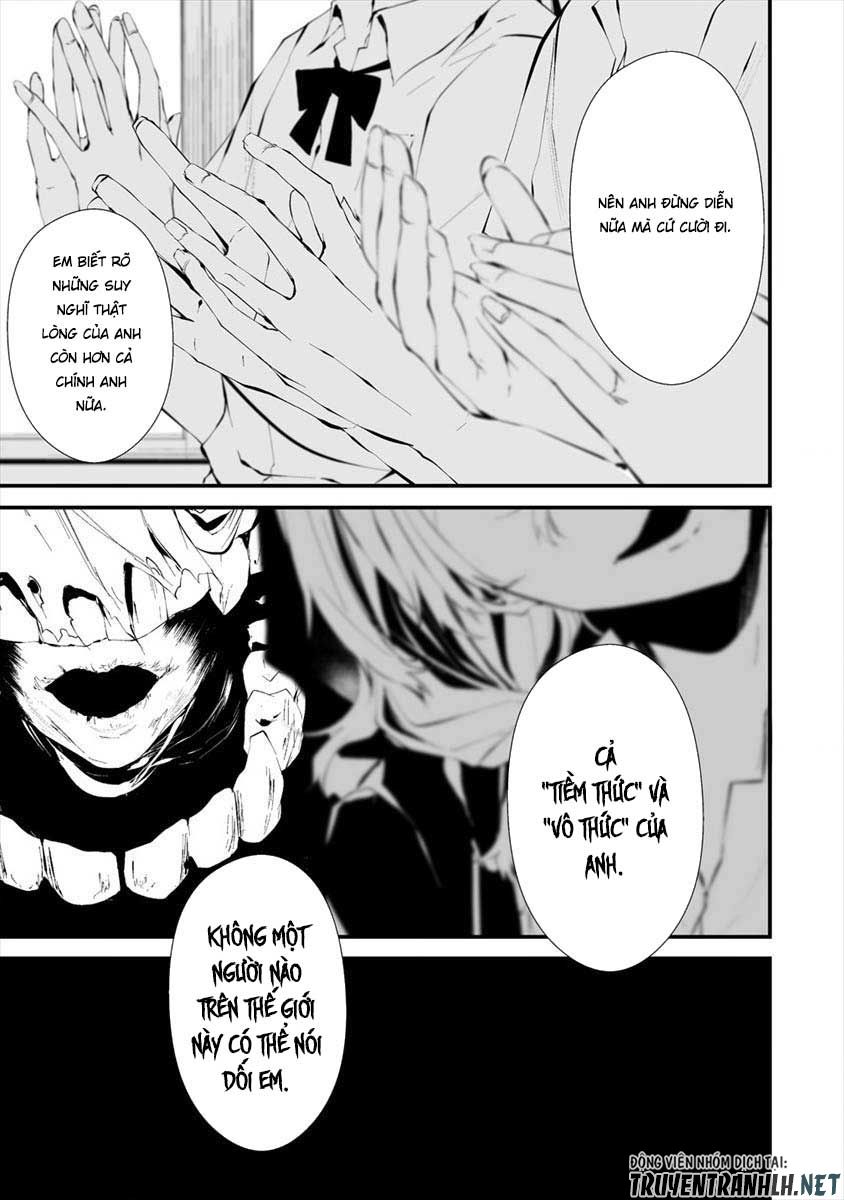 NÊN ANH ĐỪNG DIỄN
NỮA MÀ CỨ CƯỜI ĐI.
EM BIẾT RÕ
NHỮNG SUY
NGHĨ THẬT
LÒNG CỦA ANH
CÒN HƠN CẢ
CHÍNH ANH
NỮA.
CẢ
"TIỀM THỨC" VÀ
"VÔ THỨC" CỦA
ANH.
KHÔNG MỘT
NGƯỜI NÀO
TRÊN THẾ GIỚI
NÀY CÓ THỂ NÓI
DỐI EM.
ĐỘNG VIÊN NHÓM DỊCH TẠI:
TRUYENTRANHLH.NET